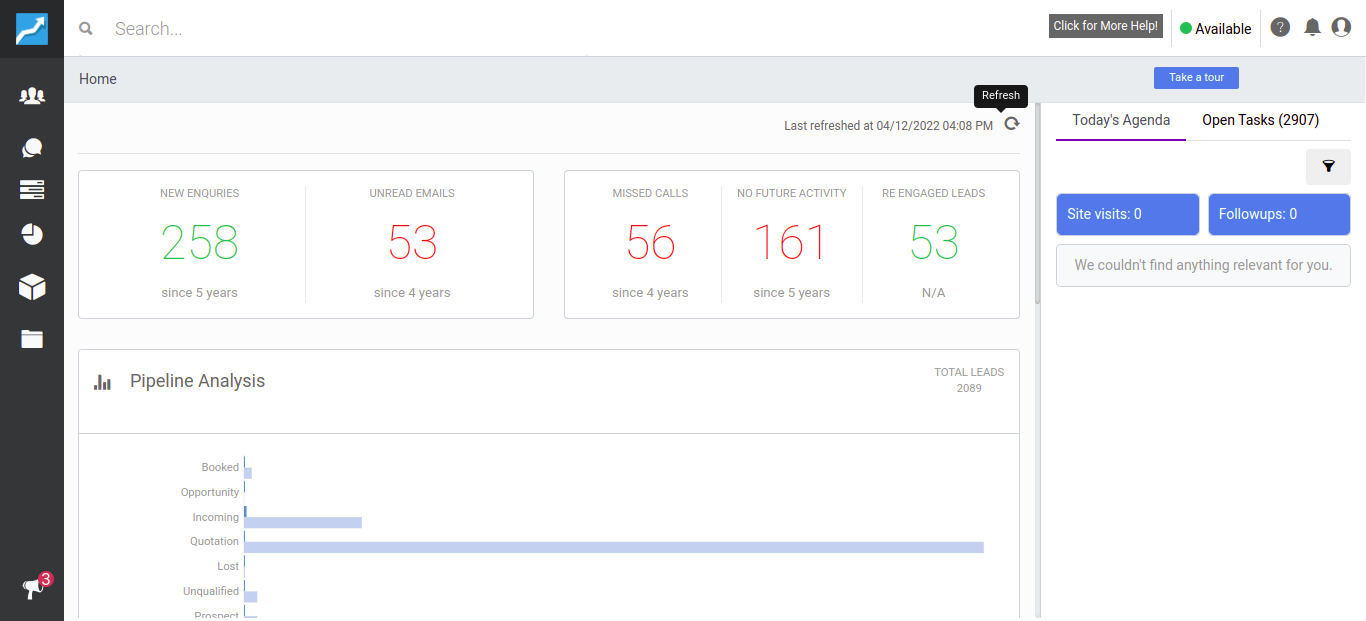 Search...
Click for More Help!
Available
?
Home
Take a tour
Refresh
Last refreshed at 04/12/2022 04:08 PM
Today's Agenda
Open Tasks (2907)
NEW ENQURIES
258
since 5 years
UNREAD EMAILS
53
since 4 years
MISSED CALLS
56
since 4 years
NO FUTURE ACTIVITY
161
since 5 years
RE ENGAGED LEADS
53
N/A
Site visits: 0
Followups: 0
We couldn't find anything relevant for you.
Pipeline Analysis
TOTAL LEADS
2089
Booked
Opportunity
Incoming
Quotation
Lost
Unqualified
Prospect
3